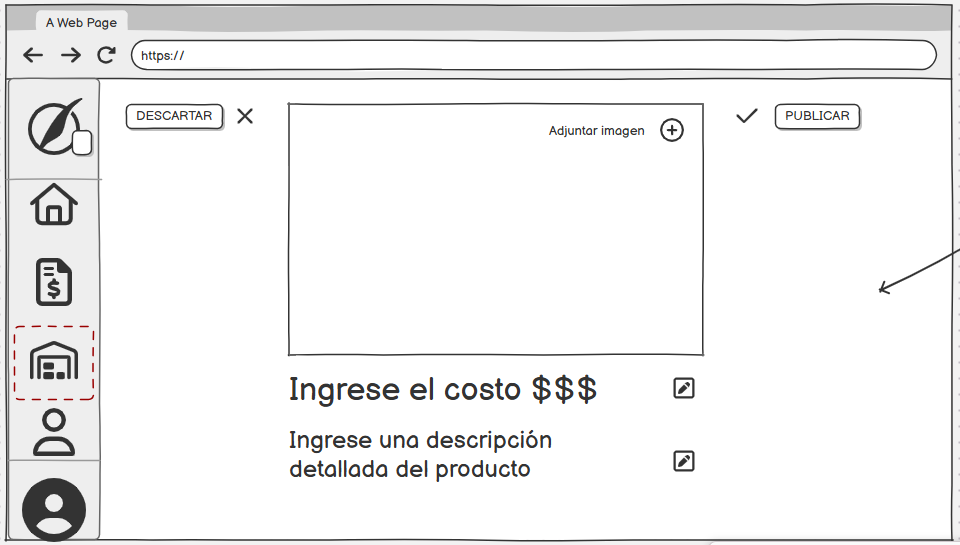 A Web Page
https://
DESCARTAR
Adjuntar imagen
PUBLICAR
$
Ingrese el costo $$$
Ingrese una descripción
detallada del producto